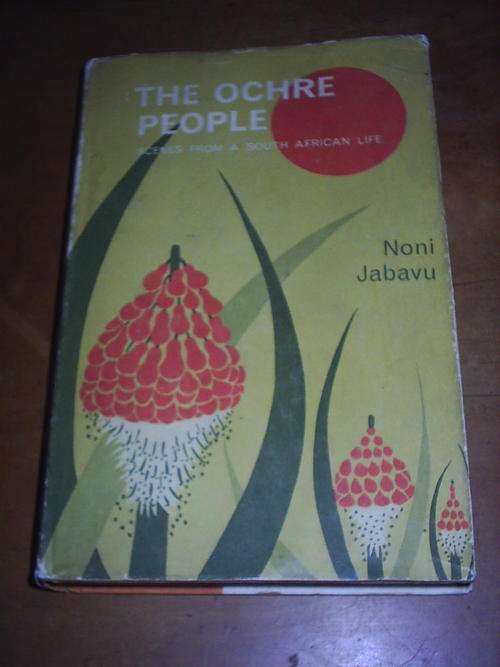 THE OCHRE
PEOPLE
SCENES FROM A SOUTH AFRICAN LIFE
Noni
Jabavu